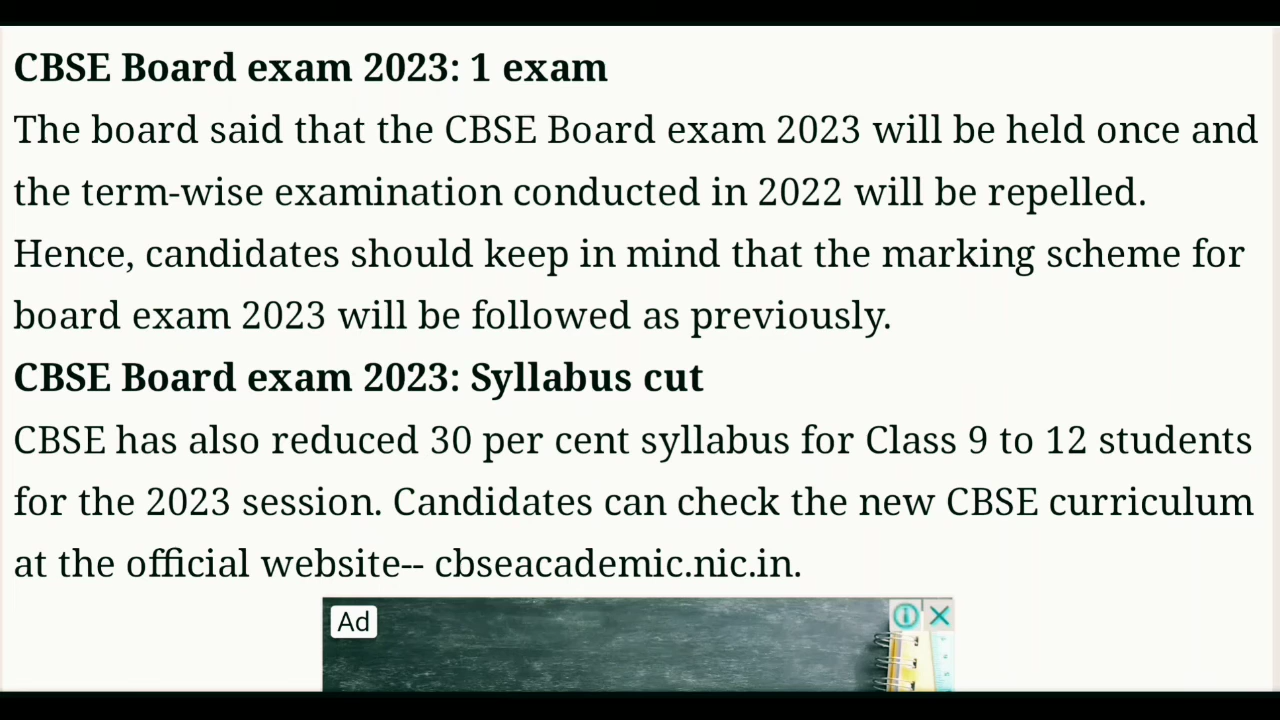 CBSE Board exam 2023: 1 exam
The board said that the CBSE Board exam 2023 will be held once and
the term-wise examination conducted in 2022 will be repelled.
Hence, candidates should keep in mind that the marking scheme for
board exam 2023 will be followed as previously.
CBSE Board exam 2023: Syllabus cut
CBSE has also reduced 30 per cent syllabus for Class 9 to 12 students
for the 2023 session. Candidates can check the new CBSE curriculum
at the official website-- cbseacademic.nic.in.
Ad